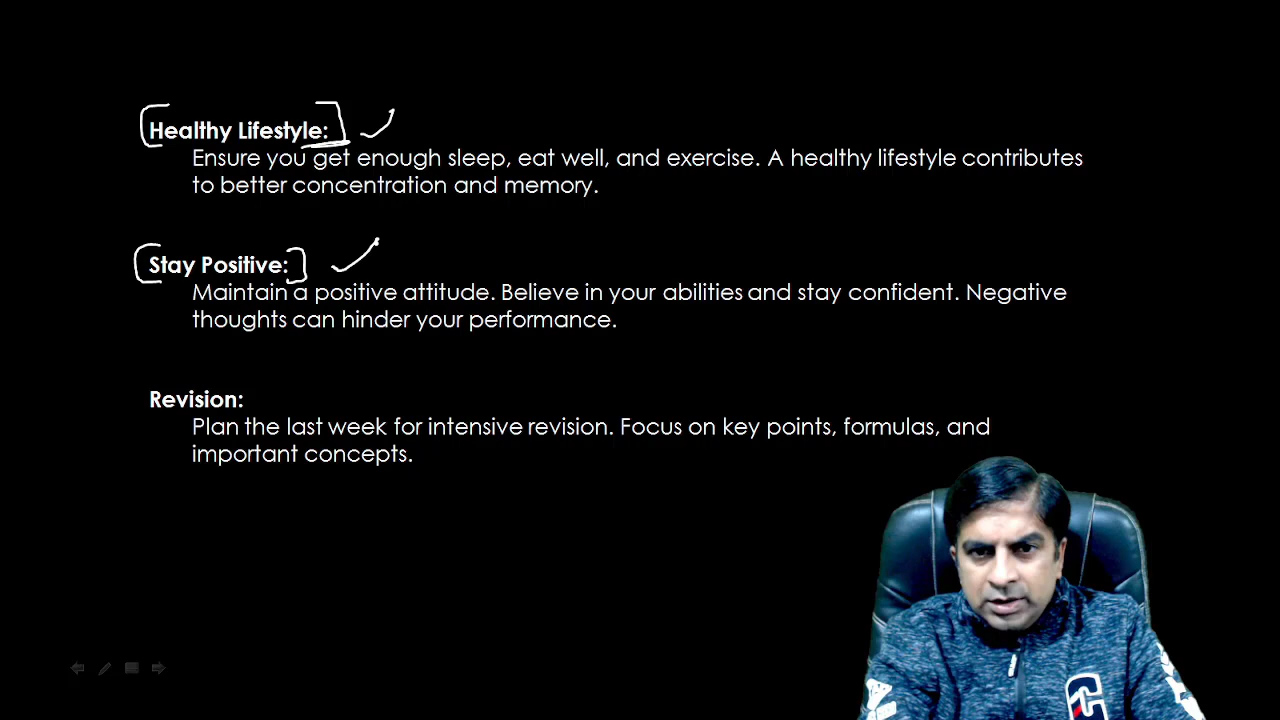 Healthy Lifestyle:
Ensure you get enough sleep, eat well, and exercise. A healthy lifestyle contributes
to better concentration and memory.
Stay Positive:
Maintain a positive attitude. Believe in your abilities and stay confident. Negative
thoughts can hinder your performance.
Revision:
Plan the last week for intensive revision. Focus on key points, formulas, and
important concepts.